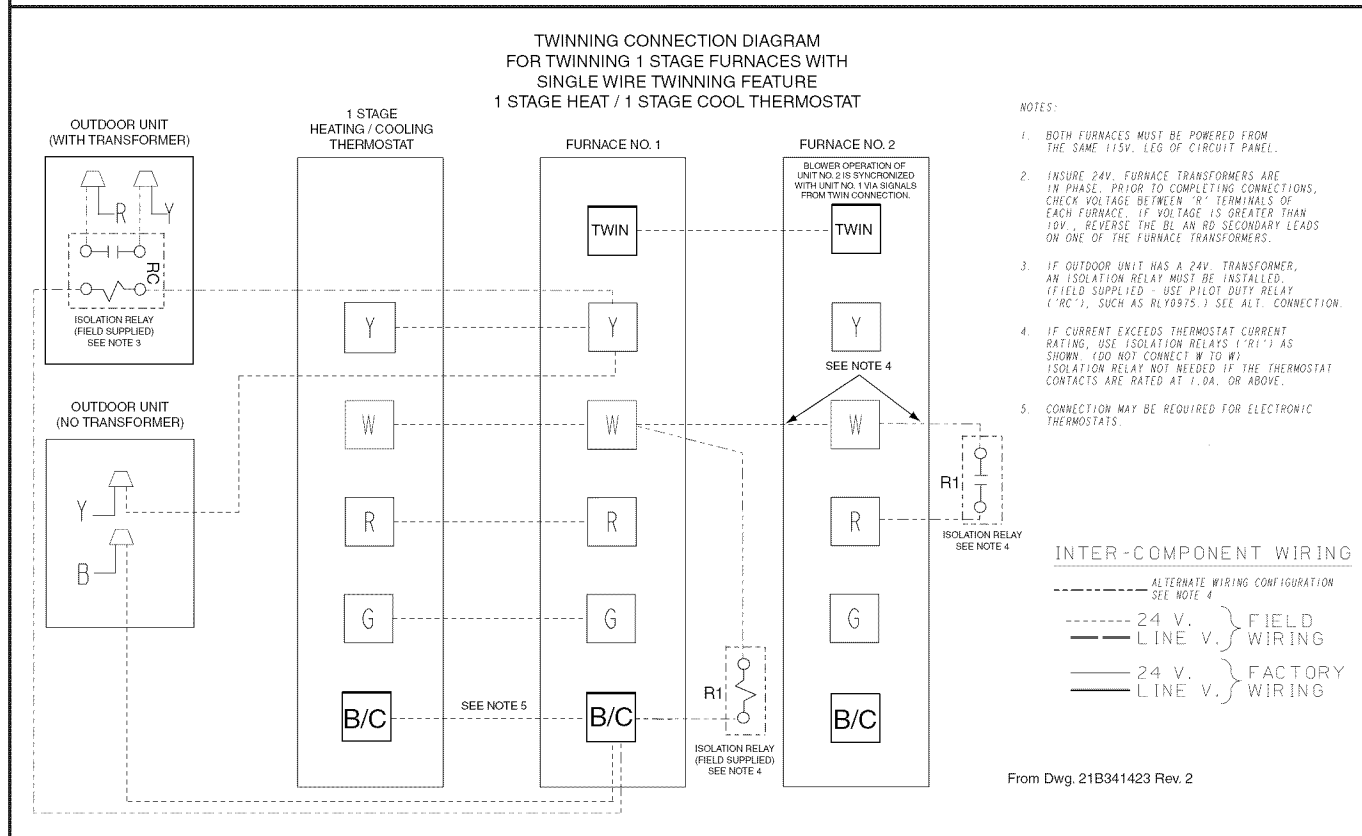 TWINNING CONNECTION DIAGRAM
FOR TWINNING 1 STAGE FURNACES WITH
SINGLE WIRE TWINNING FEATURE
1 STAGE HEAT / 1 STAGE COOL THERMOSTAT
OUTDOOR UNIT
(WITH TRANSFORMER)
R
Y
RC
ISOLATION RELAY
(FIELD SUPPLIED)
SEE NOTE 3
OUTDOOR UNIT
(NO TRANSFORMER)
Y
B
1 STAGE
HEATING / COOLING
THERMOSTAT
Y
W
R
G
B/C
SEE NOTE 5
FURNACE NO. 1
TWIN
Y
W
R
G
B/C
R1
ISOLATION RELAY
(FIELD SUPPLIED)
SEE NOTE 4
FURNACE NO. 2
BLOWER OPERATION OF
UNIT NO. 2 IS SYNCRONIZED
WITH UNIT NO. 1 VIA SIGNALS
FROM TWIN CONNECTION.
TWIN
Y
SEE NOTE 4
W
R
G
B/C
R1
ISOLATION RELAY
SEE NOTE 4
NOTES:
1. BOTH FURNACES MUST BE POWERED FROM
THE SAME 115V. LEG OF CIRCUIT PANEL.
2. INSURE 24V. FURNACE TRANSFORMERS ARE
IN PHASE. PRIOR TO COMPLETING CONNECTIONS,
CHECK VOLTAGE BETWEEN "R" TERMINALS OF
EACH FURNACE. IF VOLTAGE IS GREATER THAN
10V., REVERSE THE BL AN RD SECONDARY LEADS
ON ONE OF THE FURNACE TRANSFORMERS.
3. IF OUTDOOR UNIT HAS A 24V. TRANSFORMER,
AN ISOLATION RELAY MUST BE INSTALLED.
(FIELD SUPPLIED - USE PILOT DUTY RELAY
("RC"), SUCH AS RLY0975.) SEE ALT. CONNECTION.
4. IF CURRENT EXCEEDS THERMOSTAT CURRENT
RATING, USE ISOLATION RELAYS ("R1") AS
SHOWN. (DO NOT CONNECT W TO W)
ISOLATION RELAY NOT NEEDED IF THE THERMOSTAT
CONTACTS ARE RATED AT 1.0A. OR ABOVE.
5. CONNECTION MAY BE REQUIRED FOR ELECTRONIC
THERMOSTATS.
INTER-COMPONENT WIRING
ALTERNATE WIRING CONFIGURATION
SEE NOTE 4
24 V. } FIELD
LINE V. } WIRING
24 V. } FACTORY
LINE V. } WIRING
From Dwg. 21B341423 Rev. 2